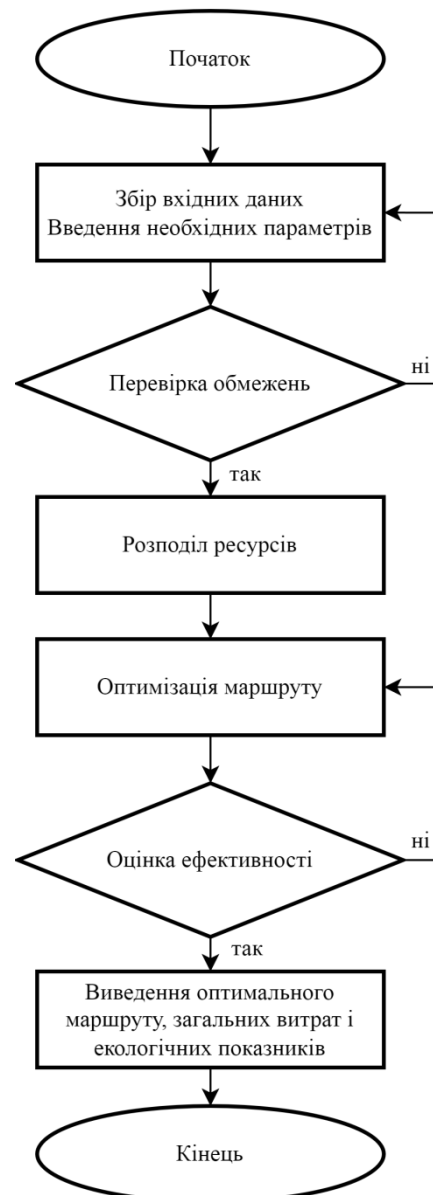 Початок
Збір вхідних даних
Введення необхідних параметрів
Перевірка обмежень
ні
так
Розподіл ресурсів
Оптимізація маршруту
Оцінка ефективності
ні
так
Виведення оптимального
маршруту, загальних витрат і
екологічних показників
Кінець